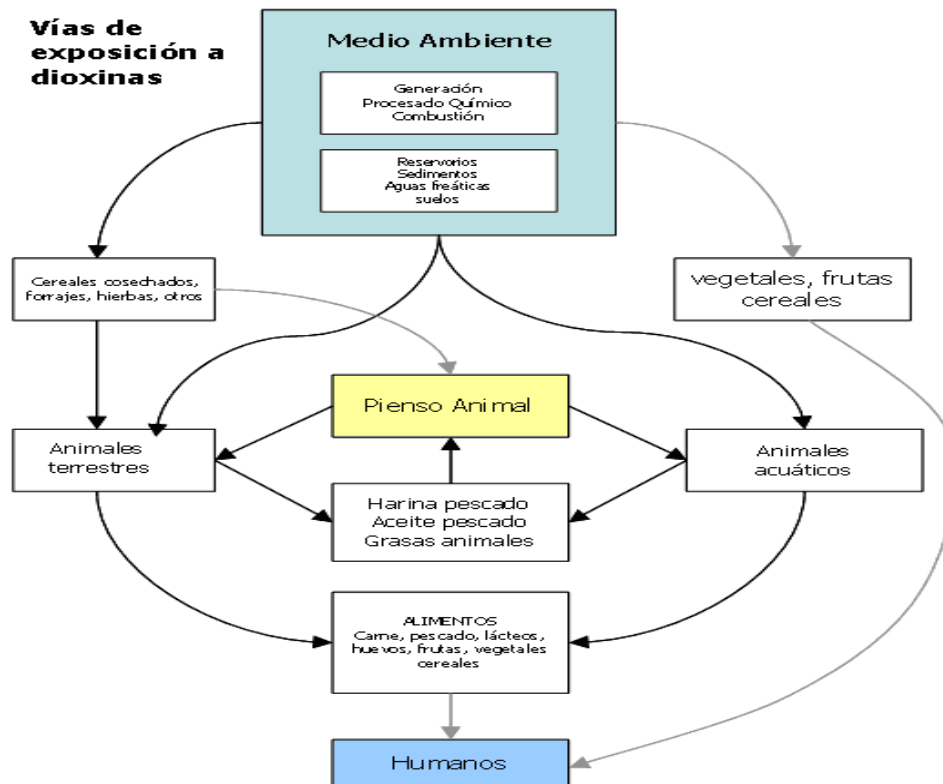 Vías de
exposición a
dioxinas
Medio Ambiente
Generación
Procesado Químico
Combustión
Reservorios
Sedimentos
Aguas freáticas
suelos
Cereales cosechados,
forrajes, hierbas, otros
vegetales, frutas
cereales
Pienso Animal
Animales
terrestres
Animales
acuáticos
Harina pescado
Aceite pescado
Grasas animales
ALIMENTOS
Carne, pescado, lácteos,
huevos, frutas, vegetales
cereales
Humanos